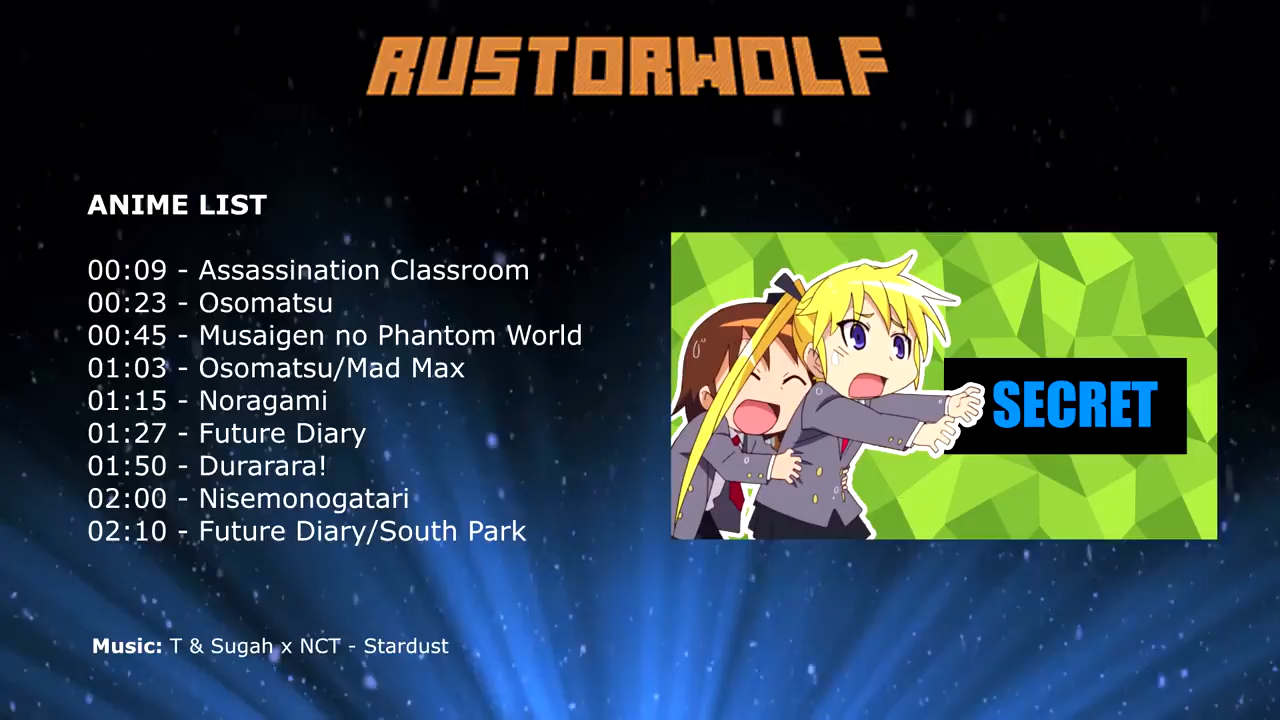 RUSTORWOLF
ANIME LIST
00:09 - Assassination Classroom
00:23 - Osomatsu
00:45 - Musaigen no Phantom World
01:03 - Osomatsu/Mad Max
01:15 - Noragami
01:27 - Future Diary
01:50 - Durarara!
02:00 - Nisemonogatari
02:10 - Future Diary/South Park
SECRET
Music: T & Sugah x NCT - Stardust